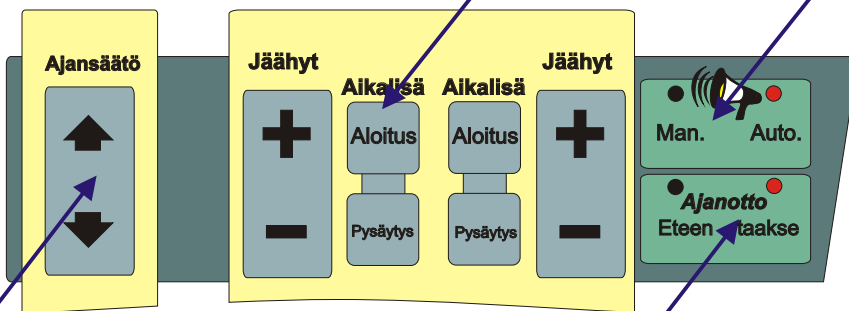 Ajansäätö
Jäähyt
Aikalisä
Aloitus
Pysäytys
Aikalisä
Aloitus
Pysäytys
Jäähyt
Man. Auto.
Ajanotto
Eteen taakse